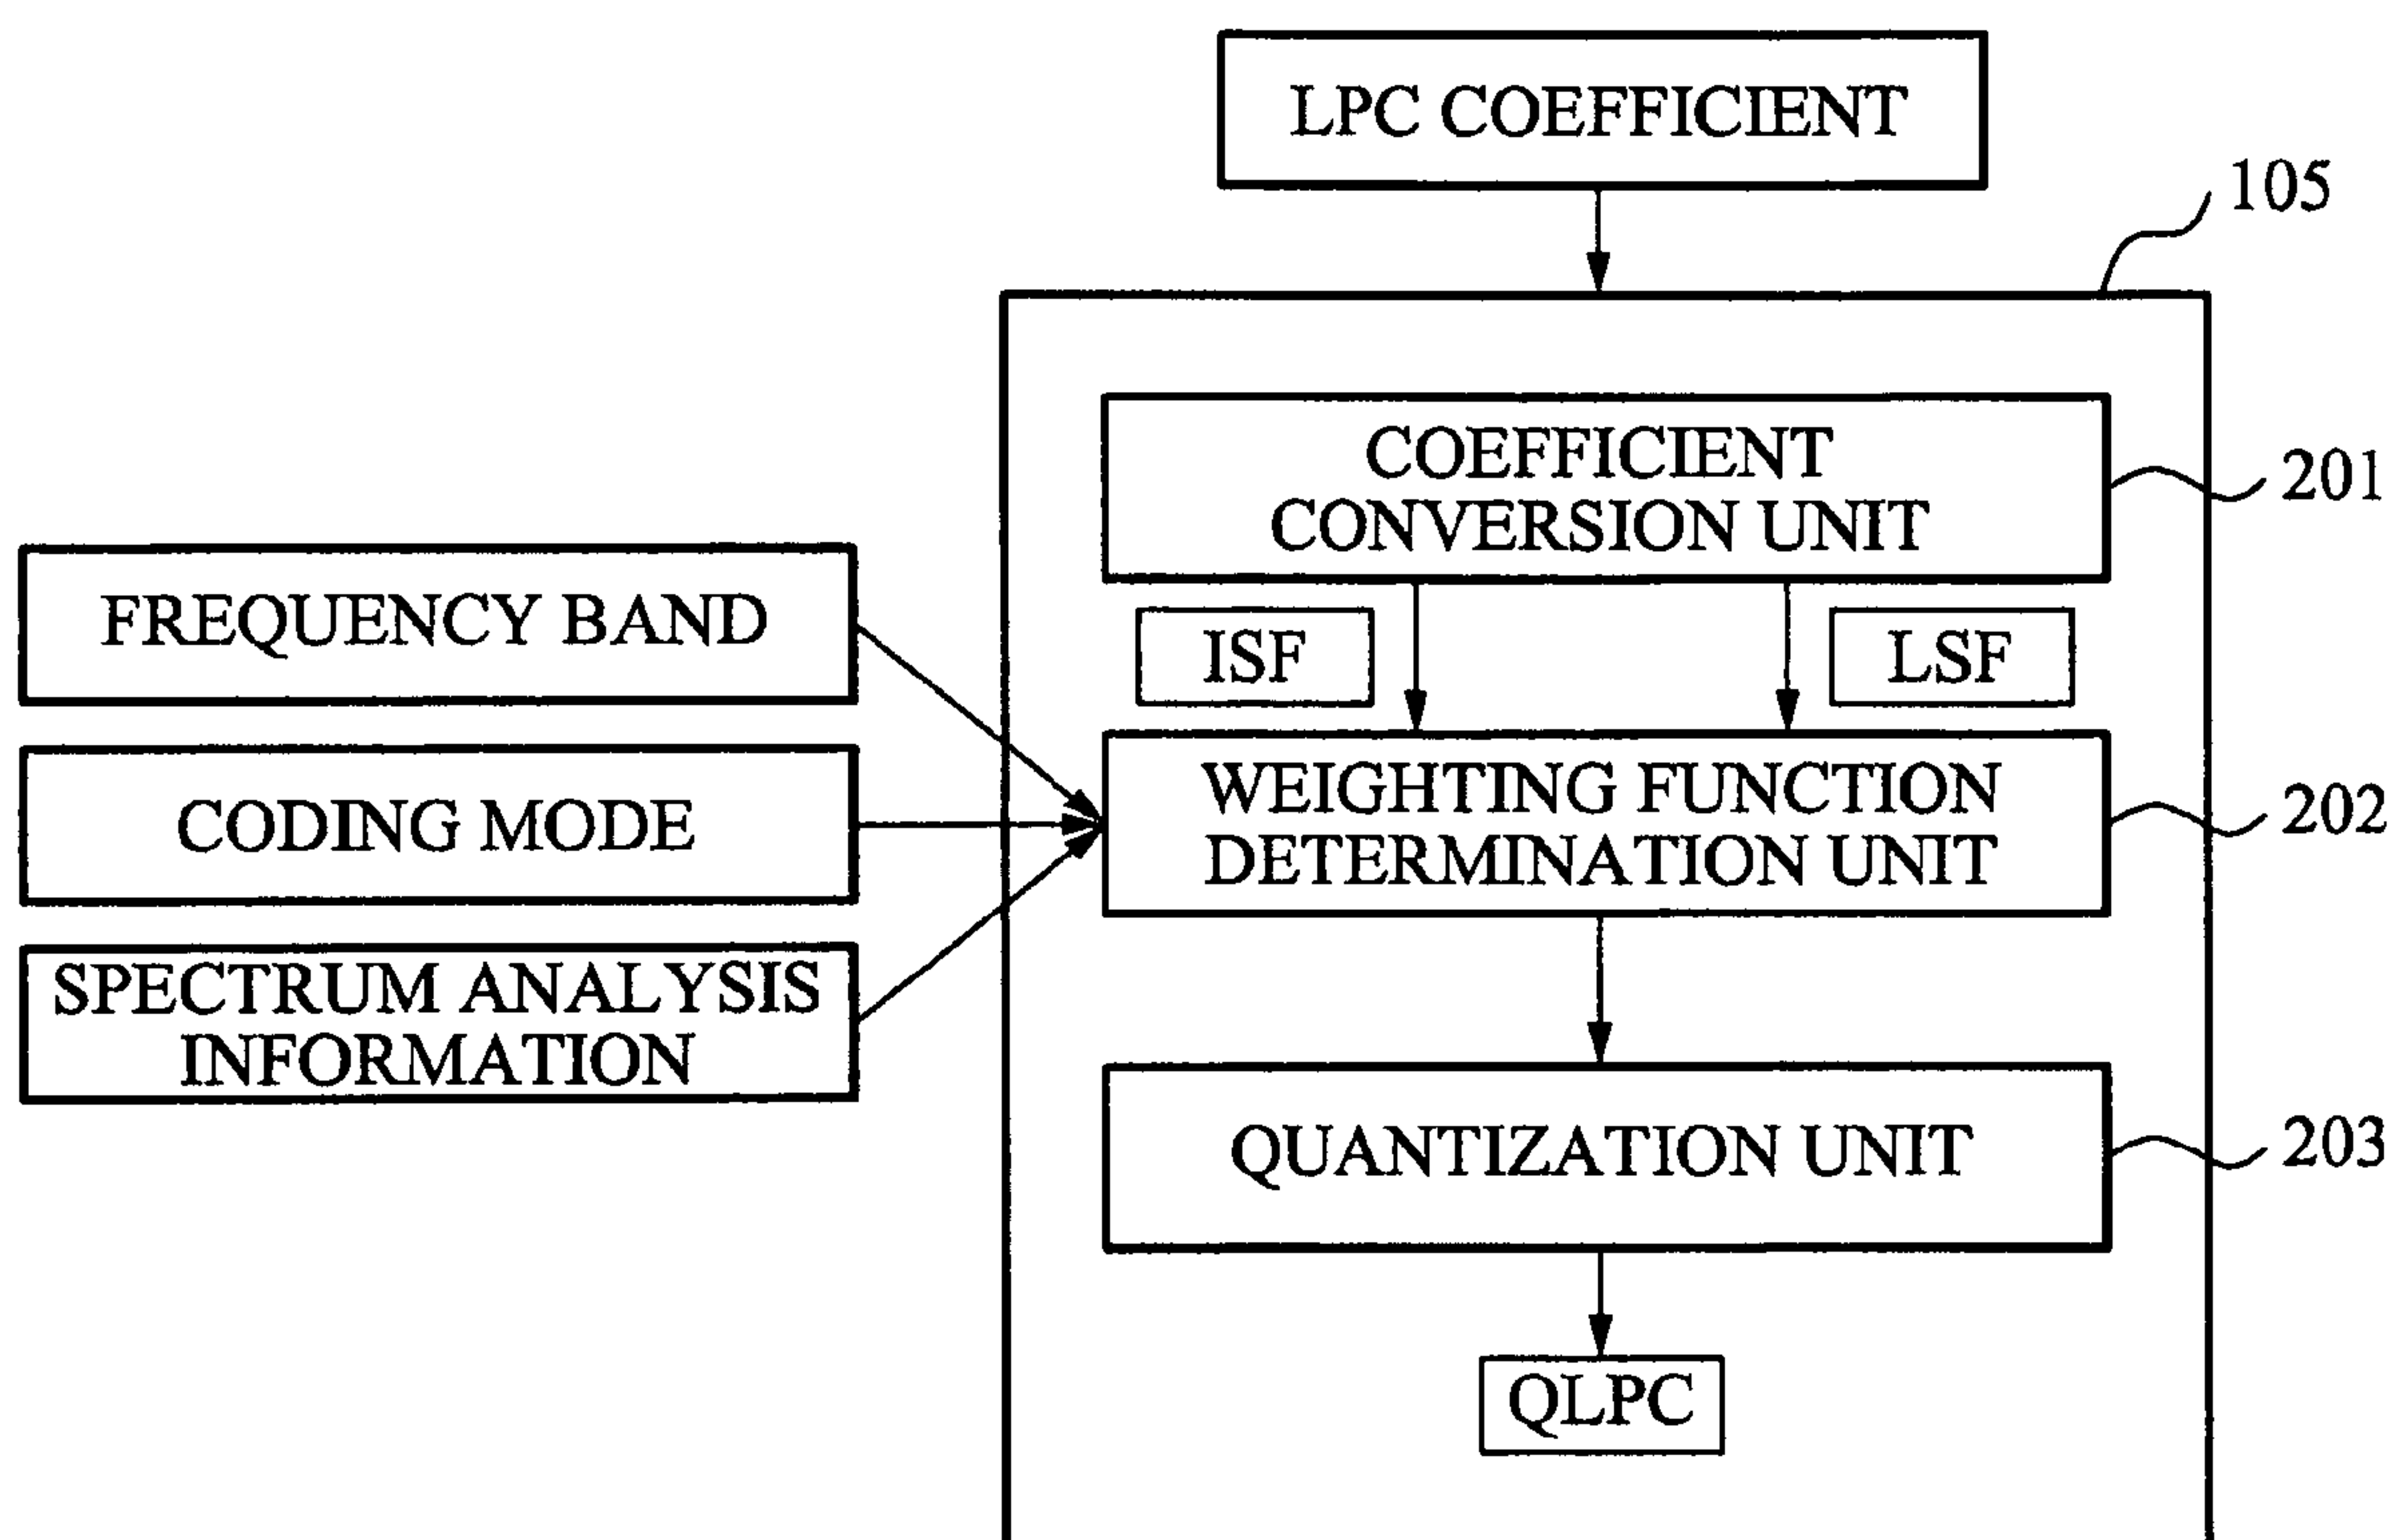 LPC COEFFICIENT
105
COEFFICIENT
CONVERSION UNIT
201
FREQUENCY BAND
ISF
LSF
CODING MODE
WEIGHTING FUNCTION
DETERMINATION UNIT
202
SPECTRUM ANALYSIS
INFORMATION
QUANTIZATION UNIT
203
QLPC